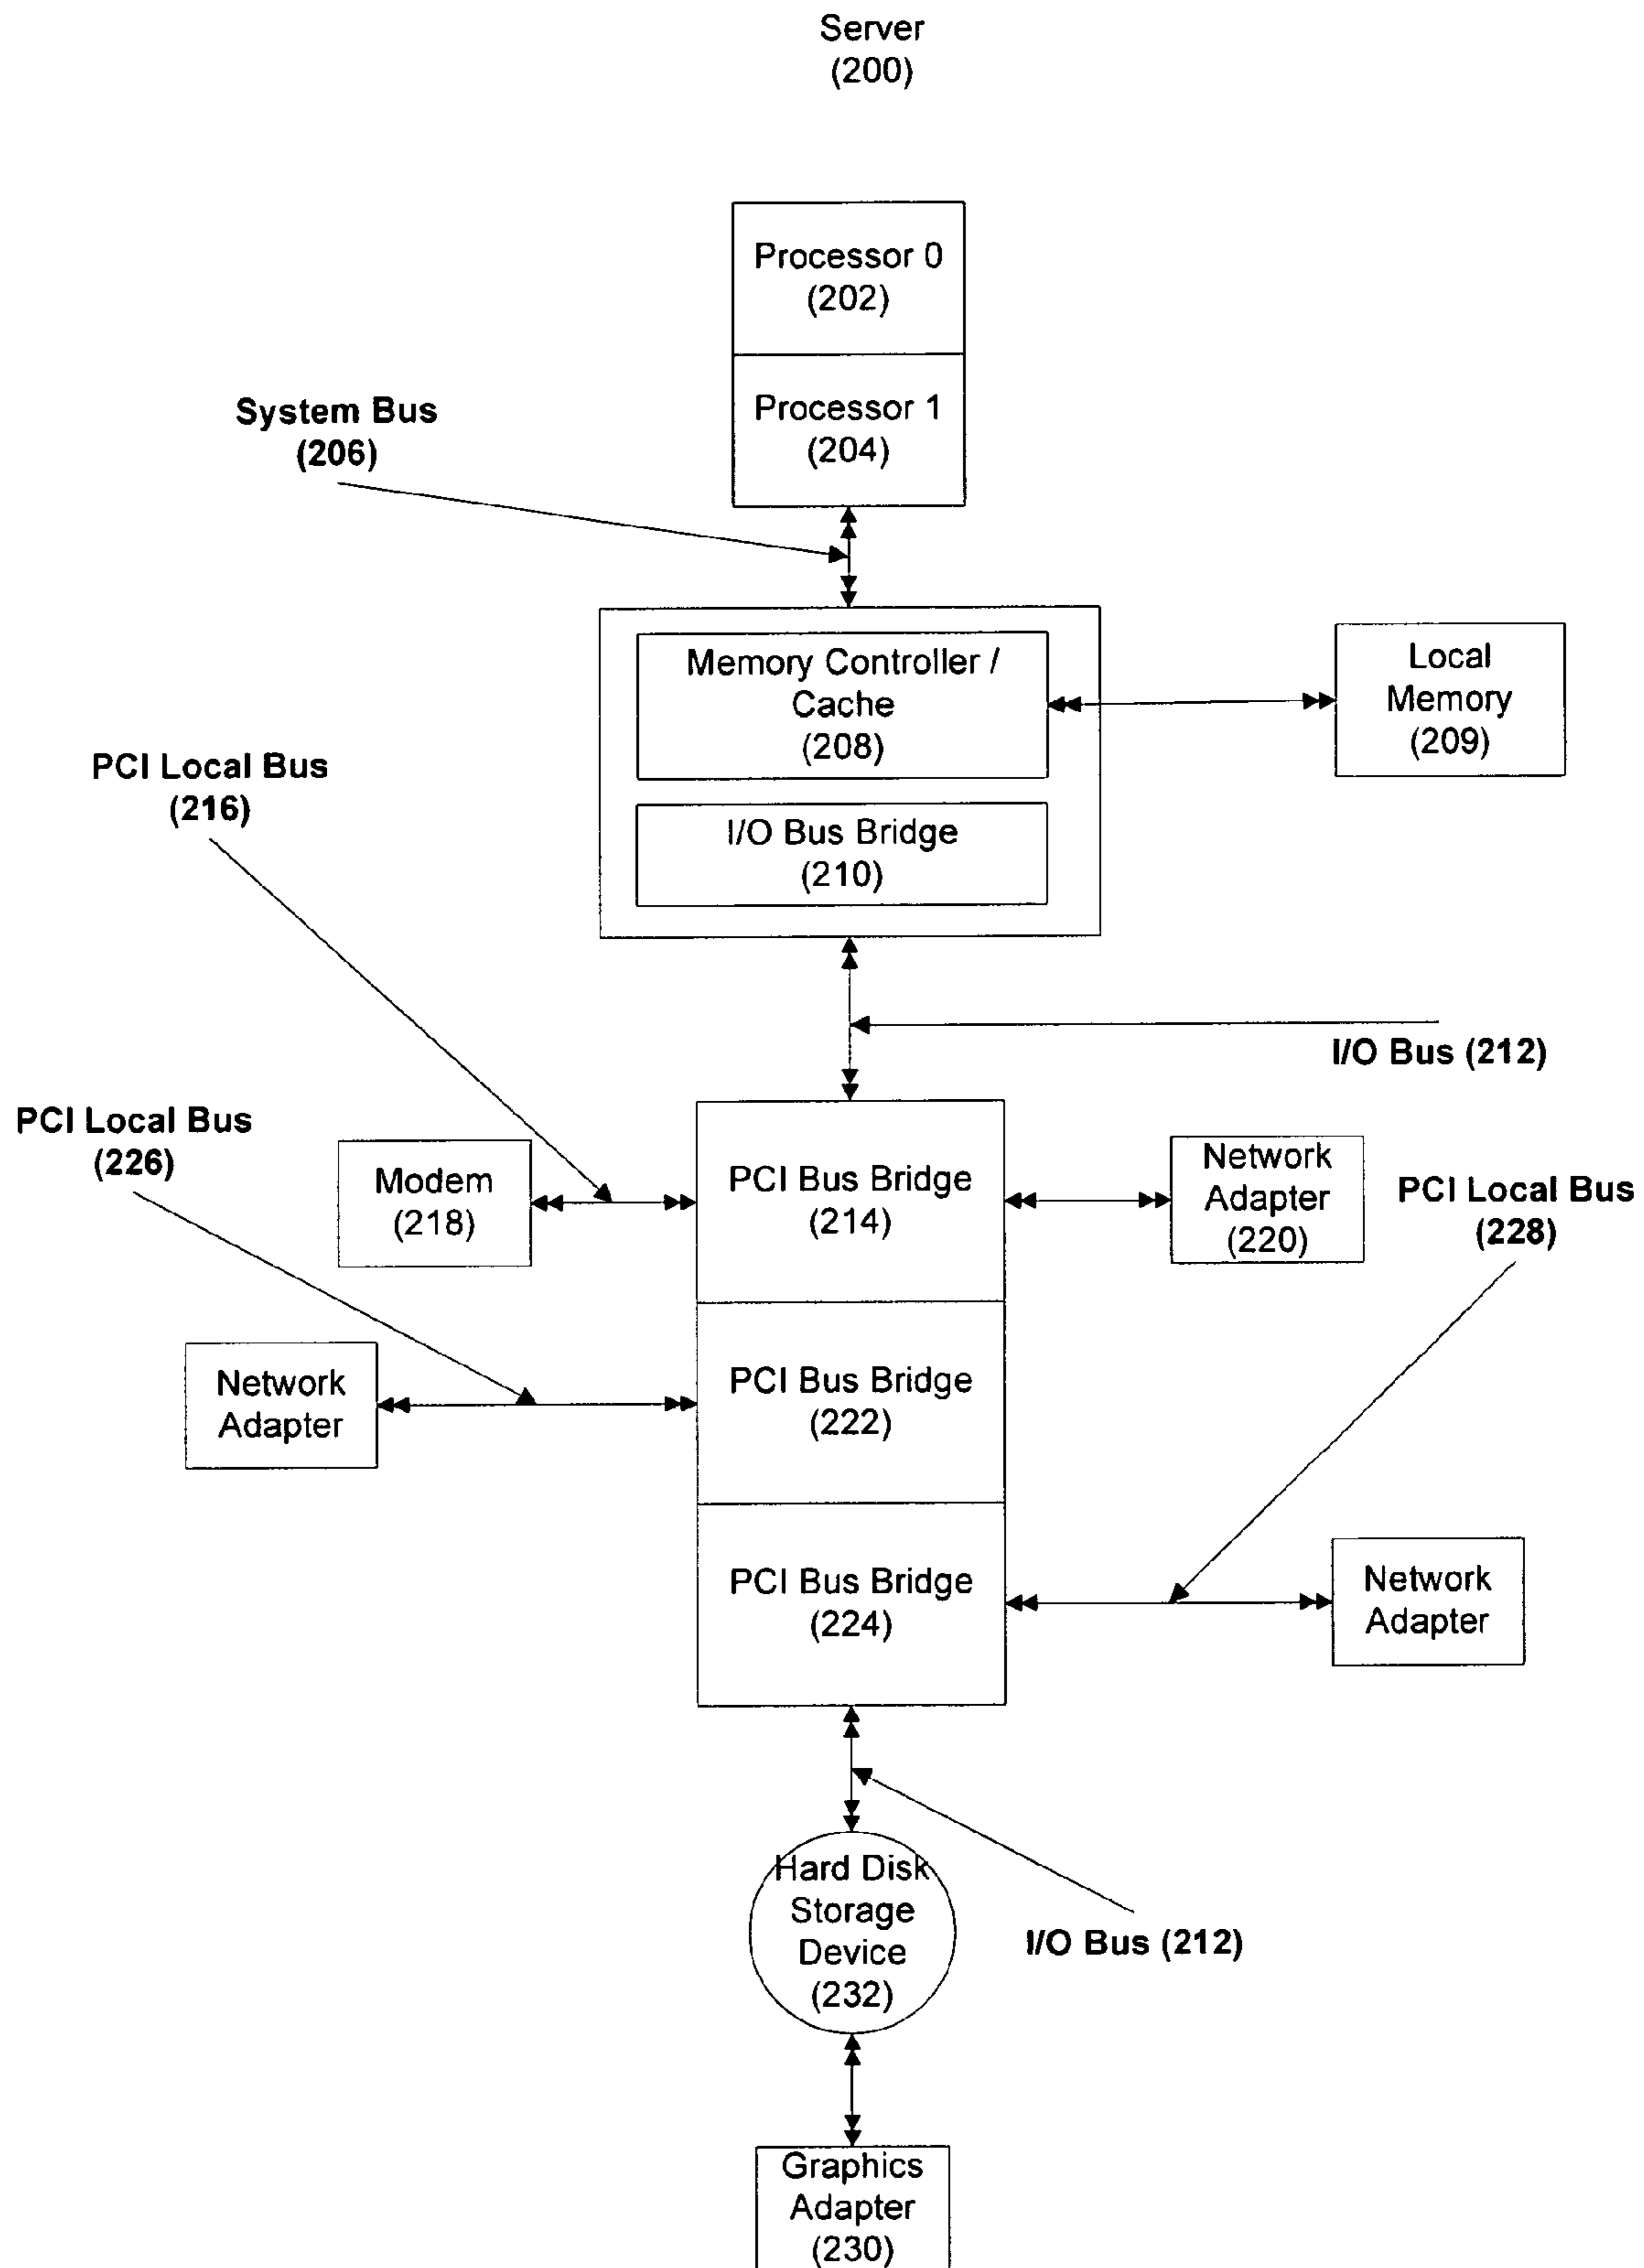 Server
(200)
Processor 0
(202)
Processor 1
(204)
System Bus
(206)
Memory Controller /
Cache
(208)
Local
Memory
(209)
I/O Bus Bridge
(210)
PCI Local Bus
(216)
I/O Bus (212)
PCI Local Bus
(226)
Modem
(218)
PCI Bus Bridge
(214)
Network
Adapter
(220)
PCI Local Bus
(228)
Network
Adapter
PCI Bus Bridge
(222)
PCI Bus Bridge
(224)
Network
Adapter
Hard Disk
Storage
Device
(232)
I/O Bus (212)
Graphics
Adapter
(230)